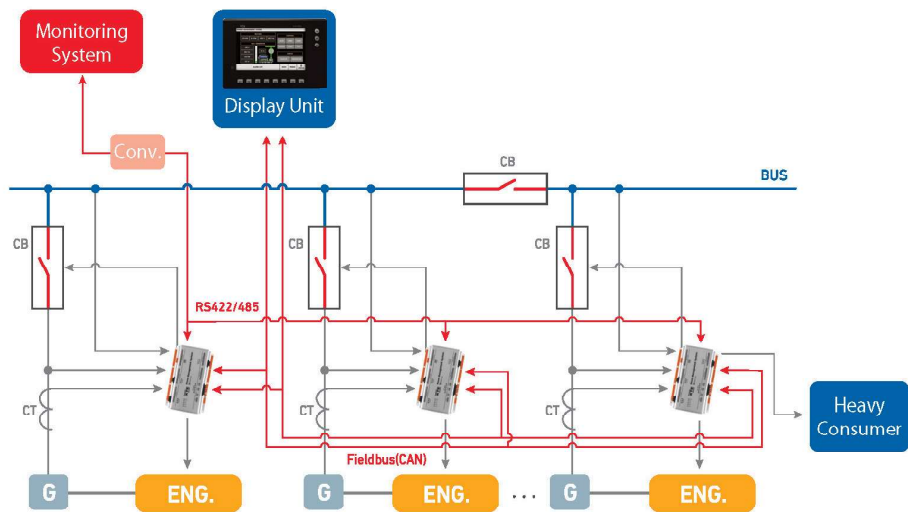 Monitoring
System
Display Unit
Conv.
CB
BUS
CB
CB
CB
RS422/485
CT
CT
CT
Heavy
Consumer
Fieldbus(CAN)
G
ENG.
G
ENG.
...
G
ENG.